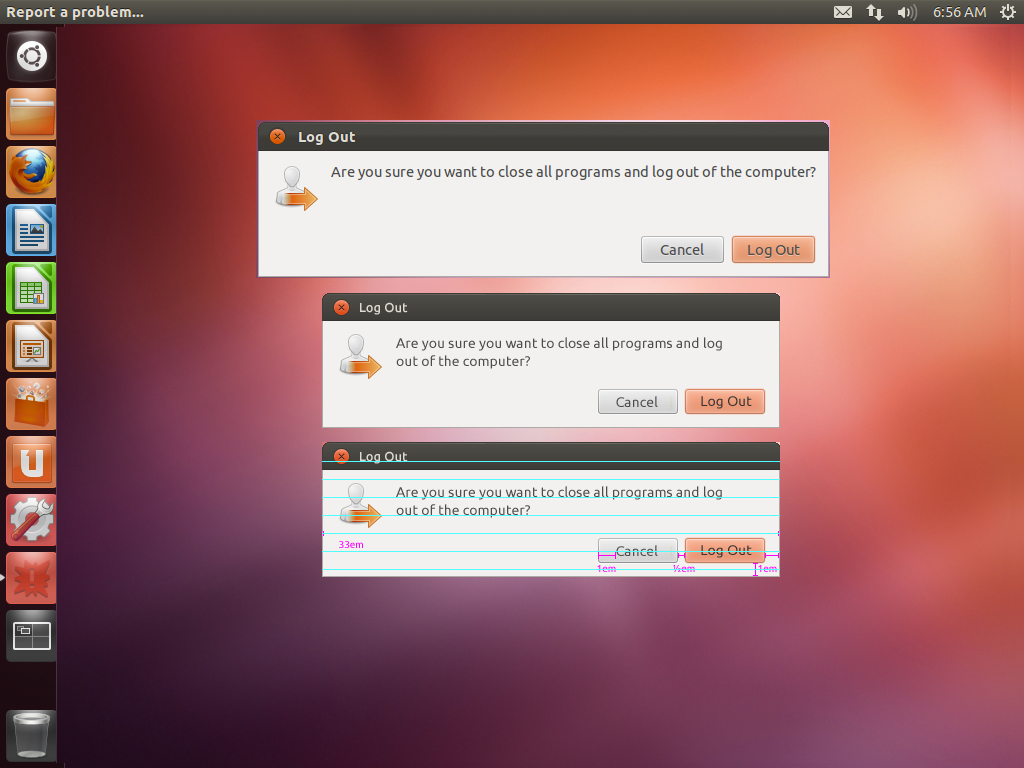 Report a problem...
6:56 AM
Log Out
Are you sure you want to close all programs and log out of the computer?
Cancel
Log Out
Log Out
Are you sure you want to close all programs and log
out of the computer?
Cancel
Log Out
Log Out
Are you sure you want to close all programs and log
out of the computer?
33em
Cancel
Log Out
1em
½em
1em